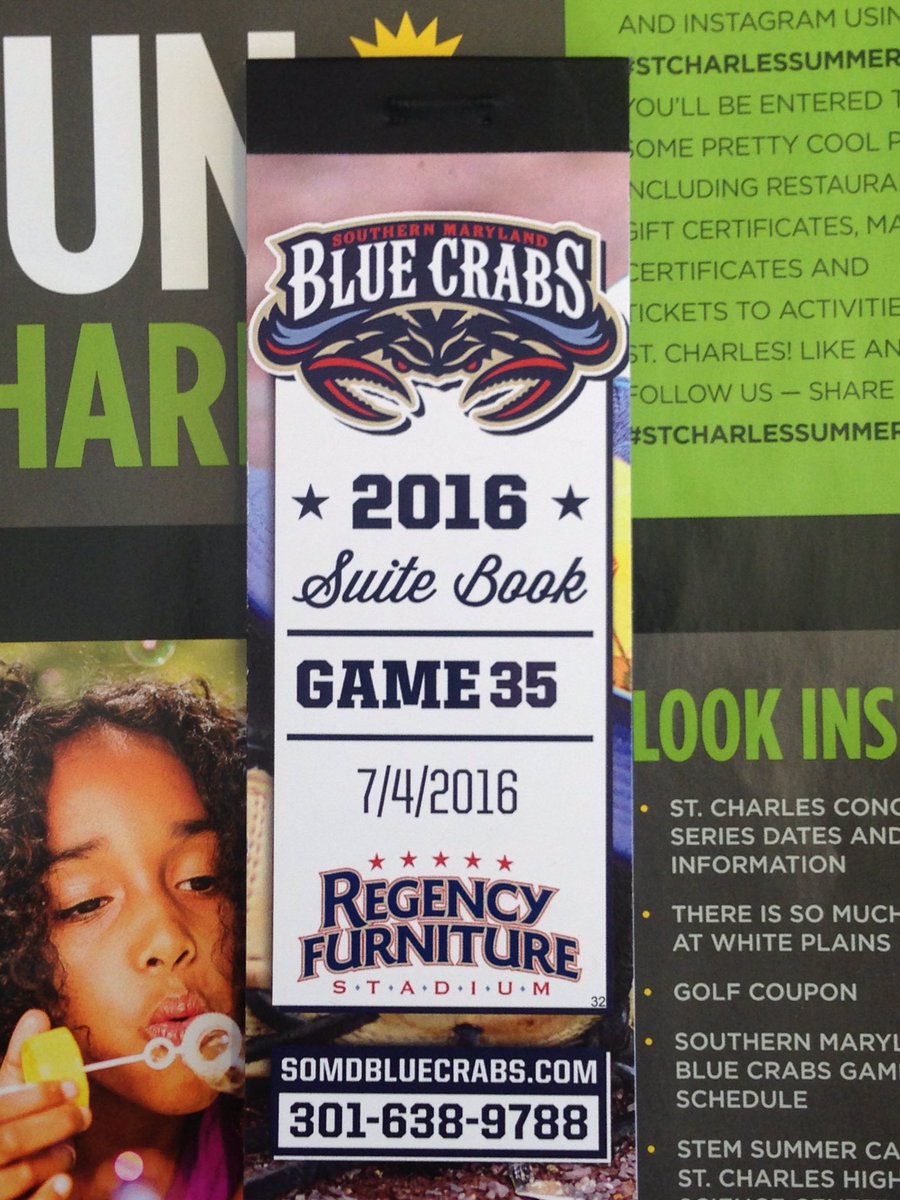 UN
HAR
AND INSTAGRAM USIN
#STCHARLESSUMMER
YOU'LL BE ENTERED T
SOME PRETTY COOL P
INCLUDING RESTAURA
GIFT CERTIFICATES, MA
CERTIFICATES AND
TICKETS TO ACTIVITIE
ST. CHARLES! LIKE AN
FOLLOW US — SHARE
#STCHARLESSUMMER
SOUTHERN MARYLAND
BLUE CRABS
2016
Suite Book
GAME 35
7/4/2016
REGENCY
FURNITURE
S·T·A·D·I·U·M
32
SOMDBLUECRABS.COM
301-638-9788
LOOK INS
• ST. CHARLES CONC
SERIES DATES AND
INFORMATION
• THERE IS SO MUCH
AT WHITE PLAINS
• GOLF COUPON
• SOUTHERN MARYL
BLUE CRABS GAM
SCHEDULE
• STEM SUMMER CA
ST. CHARLES HIGH